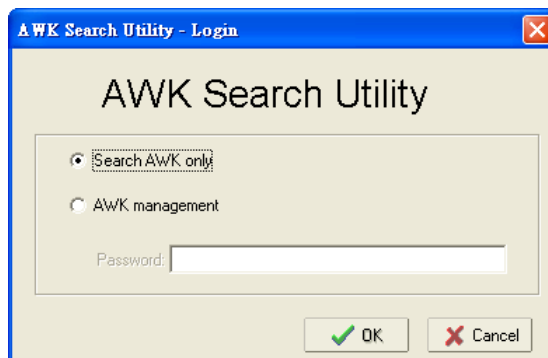 AWK Search Utility - Login
AWK Search Utility
Search AWK only
AWK management
Password:
OK
Cancel